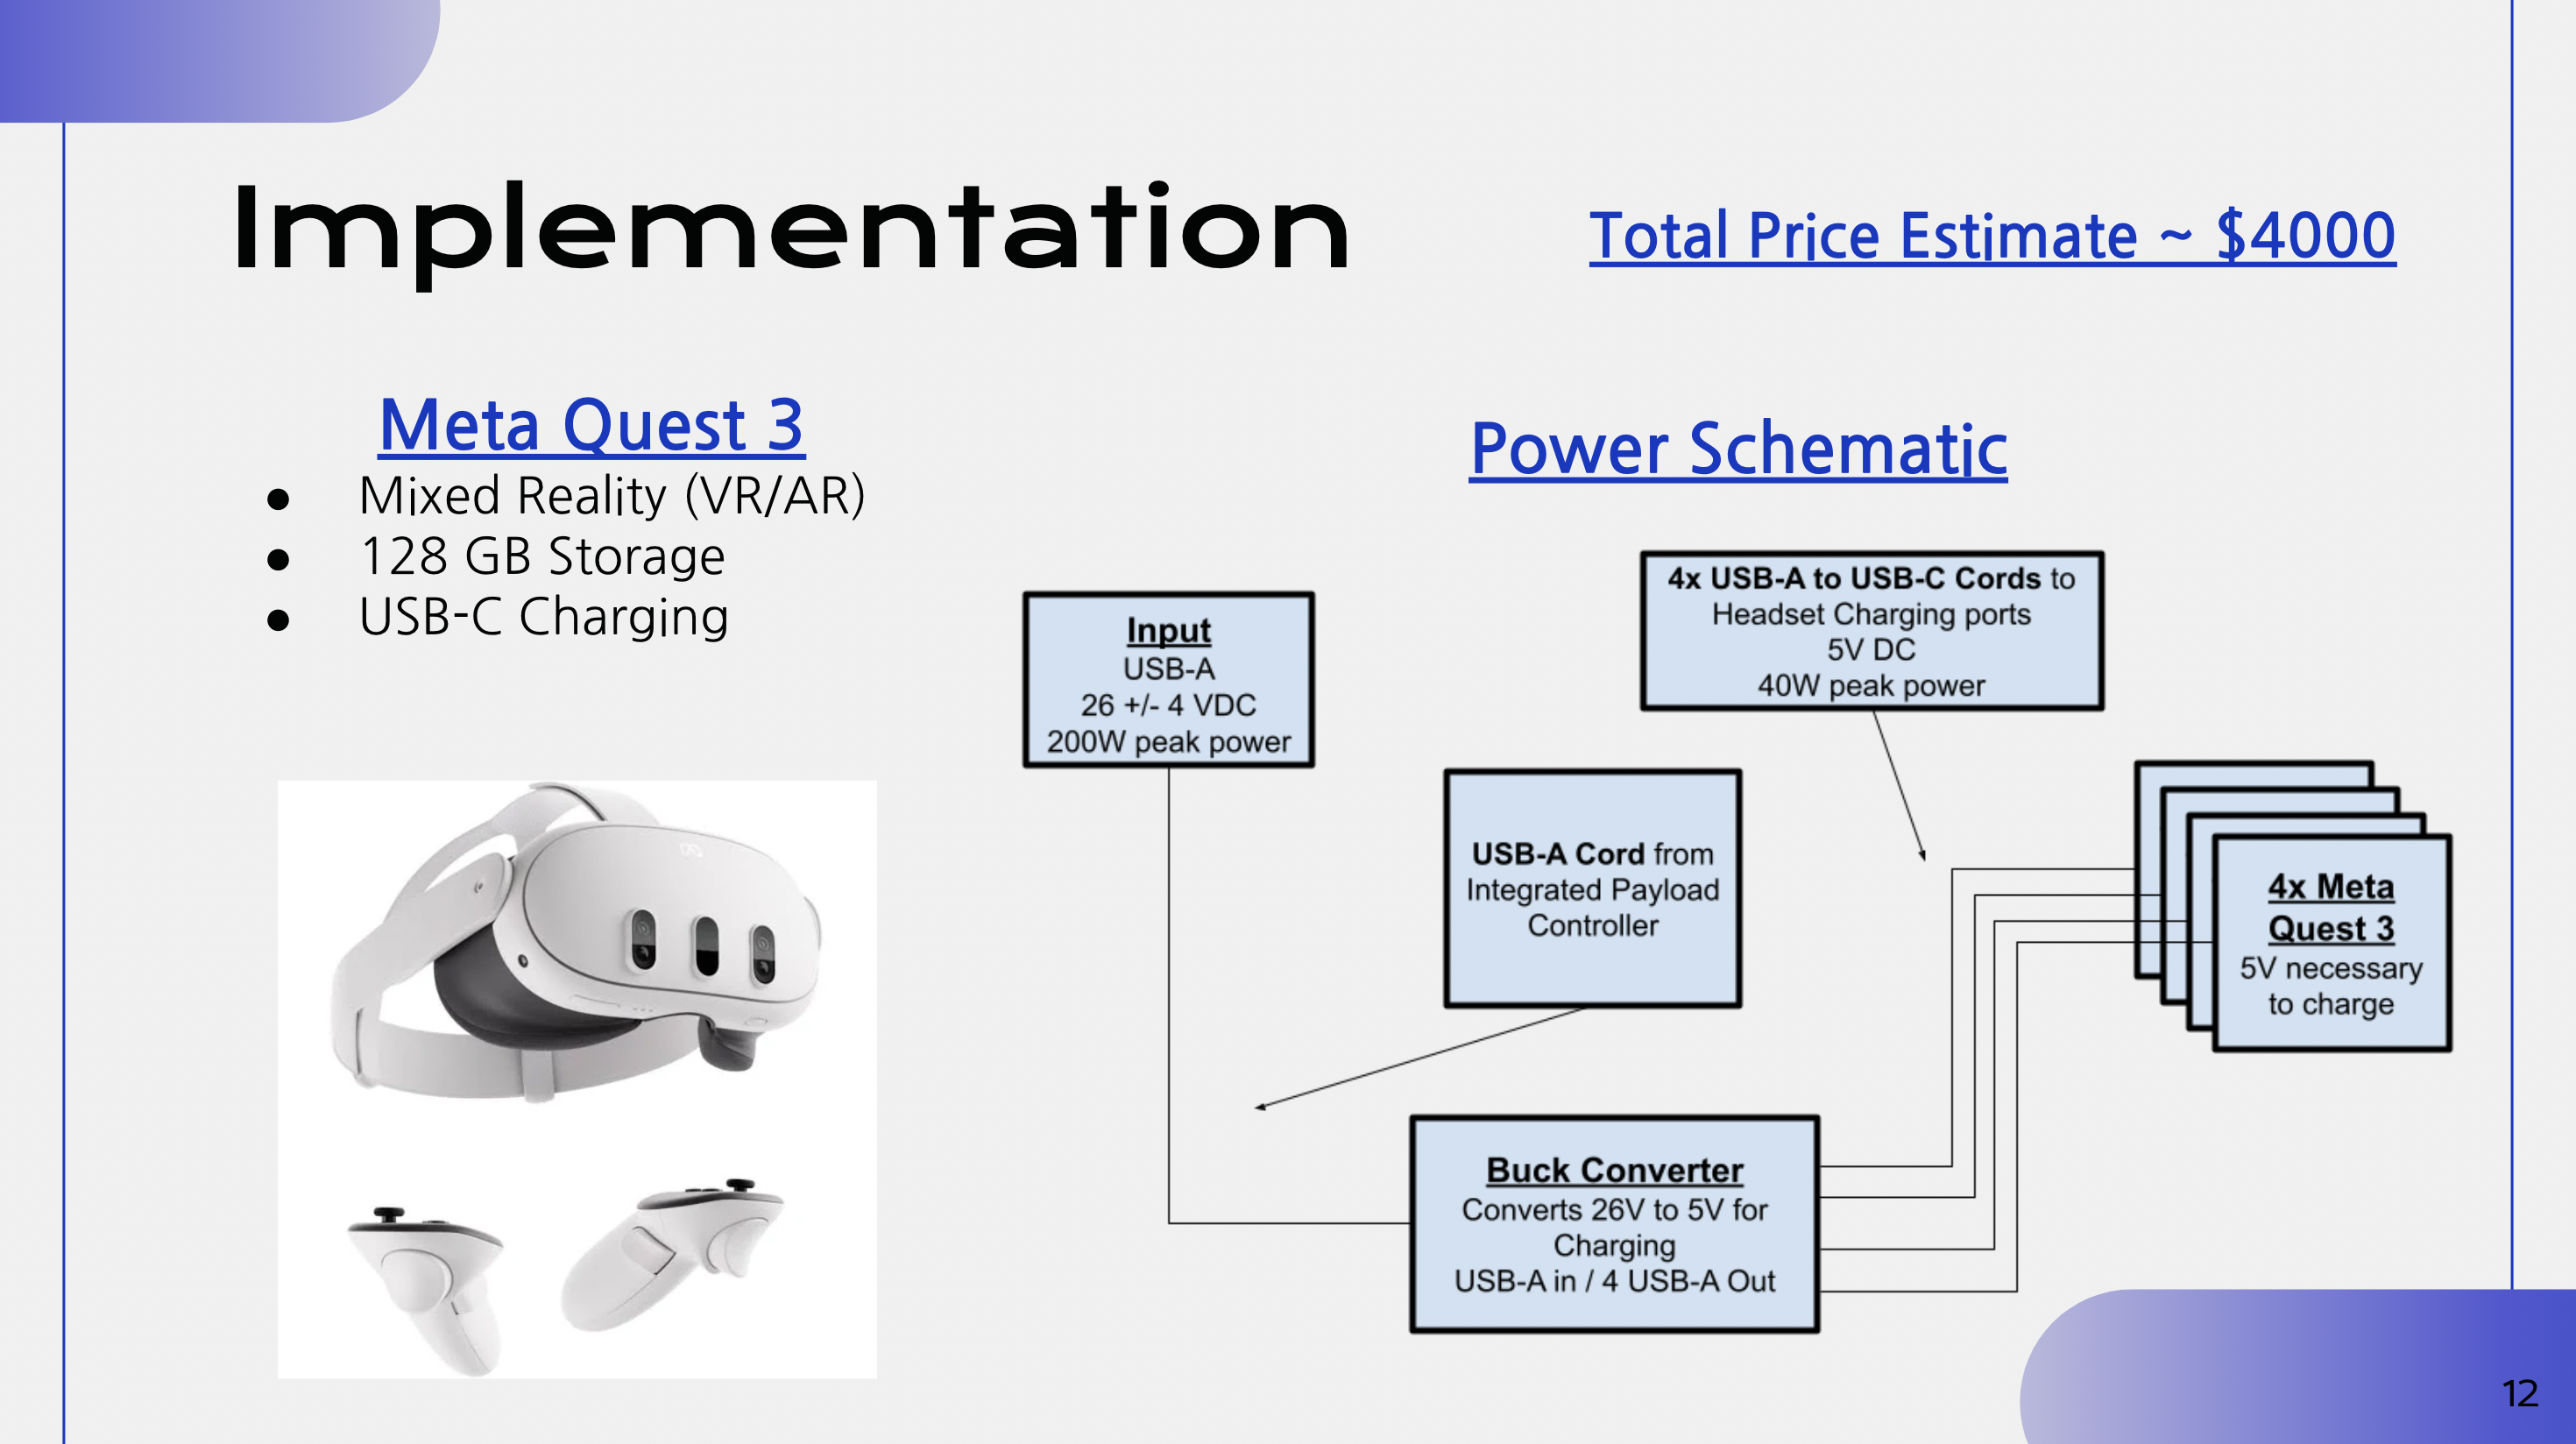 Implementation
Total Price Estimate ~ $4000
Meta Quest 3
● Mixed Reality (VR/AR)
● 128 GB Storage
● USB-C Charging
Power Schematic
Input
USB-A
26 +/- 4 VDC
200W peak power
4x USB-A to USB-C Cords to
Headset Charging ports
5V DC
40W peak power
USB-A Cord from
Integrated Payload
Controller
4x Meta
Quest 3
5V necessary
to charge
Buck Converter
Converts 26V to 5V for
Charging
USB-A in / 4 USB-A Out
12